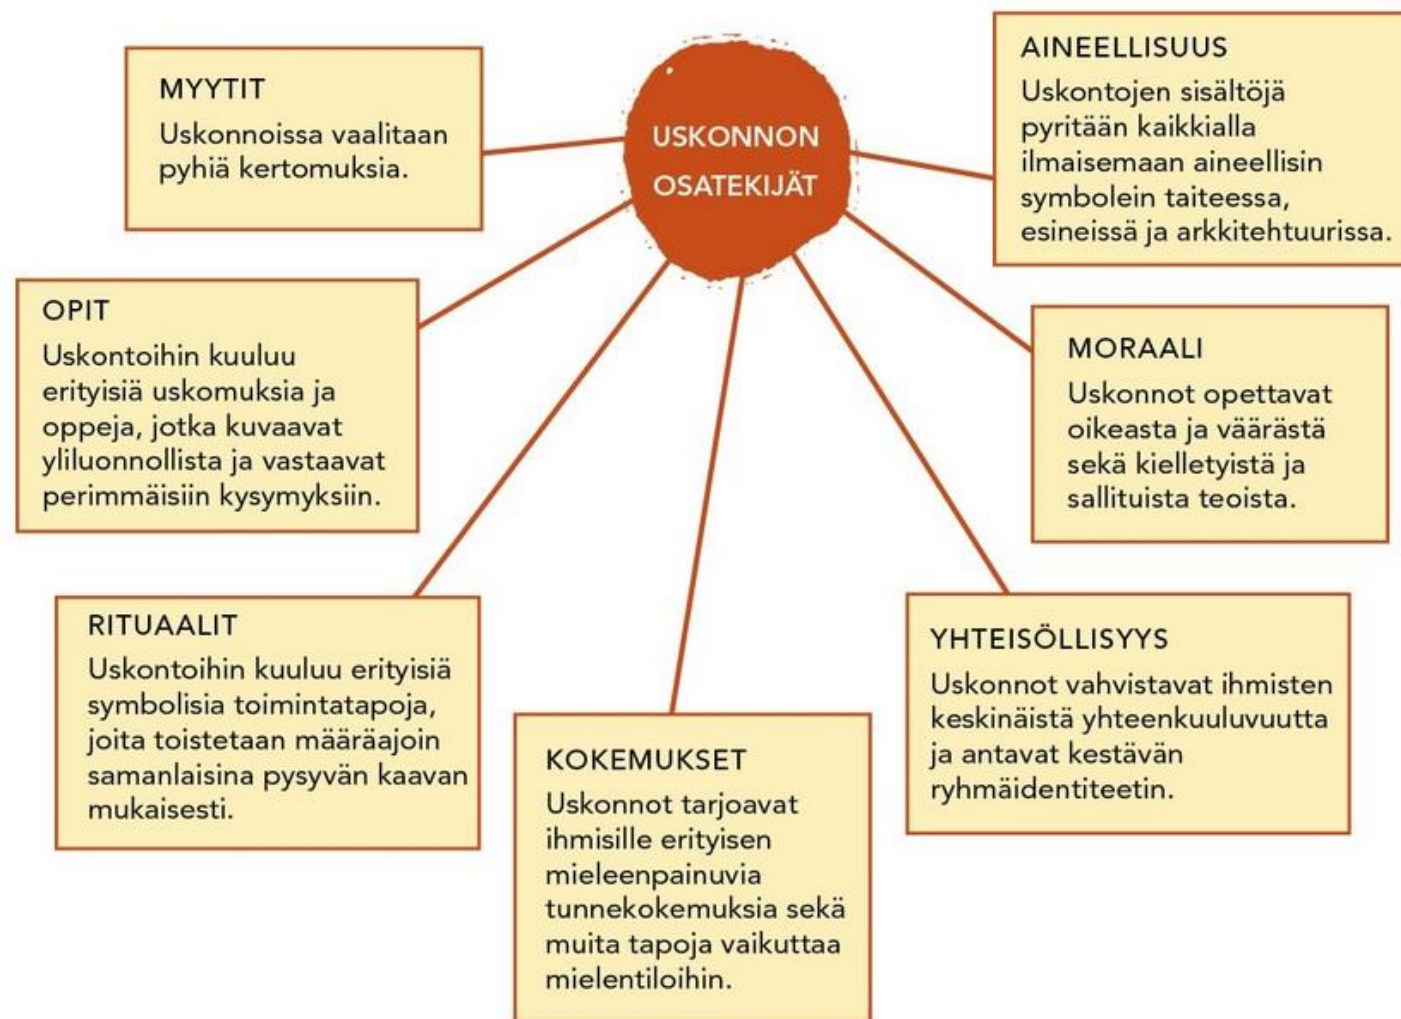 USKONNON
OSATEKIJÄT
MYYTIT
Uskonnoissa vaalitaan
pyhiä kertomuksia.
OPIT
Uskontoihin kuuluu
erityisiä uskomuksia ja
oppeja, jotka kuvaavat
yliluonnollista ja vastaavat
perimmäisiin kysymyksiin.
RITUAALIT
Uskontoihin kuuluu erityisiä
symbolisia toimintatapoja,
joita toistetaan määräajoin
samanlaisina pysyvän kaavan
mukaisesti.
KOKEMUKSET
Uskonnot tarjoavat
ihmisille erityisen
mieleenpainuvia
tunnekokemuksia sekä
muita tapoja vaikuttaa
mielentiloihin.
YHTEISÖLLISYYS
Uskonnot vahvistavat ihmisten
keskinäistä yhteenkuuluvuutta
ja antavat kestävän
ryhmäidentiteetin.
MORAALI
Uskonnot opettavat
oikeasta ja väärästä
sekä kielletyistä ja
sallituista teoista.
AINEELLISUUS
Uskontojen sisältöjä
pyritään kaikkialla
ilmaisemaan aineellisin
symbolein taiteessa,
esineissä ja arkkitehtuurissa.